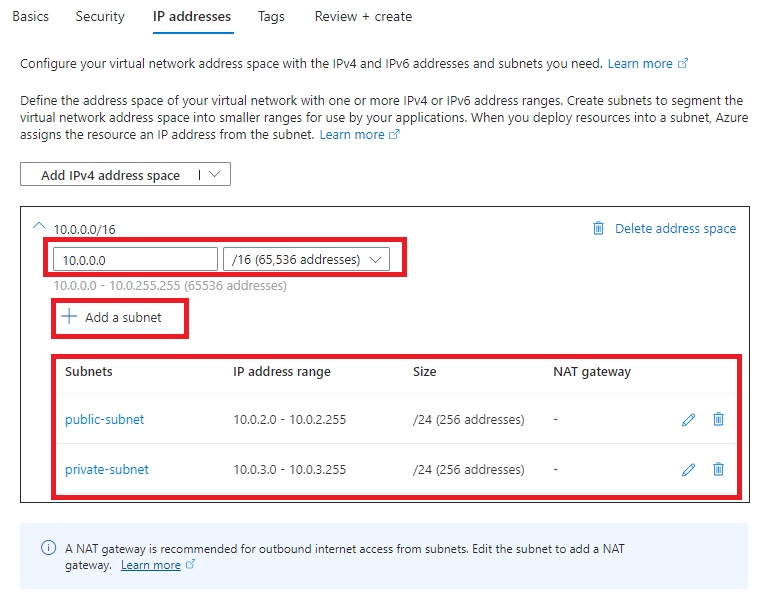 Basics Security IP addresses Tags Review + create
Configure your virtual network address space with the IPv4 and IPv6 addresses and subnets you need. Learn more
Define the address space of your virtual network with one or more IPv4 or IPv6 address ranges. Create subnets to segment the
virtual network address space into smaller ranges for use by your applications. When you deploy resources into a subnet, Azure
assigns the resource an IP address from the subnet. Learn more
Add IPv4 address space
10.0.0.0/16 Delete address space
10.0.0.0 /16 (65,536 addresses)
10.0.0.0 - 10.0.255.255 (65536 addresses)
+ Add a subnet
Subnets IP address range Size NAT gateway
public-subnet 10.0.2.0 - 10.0.2.255 /24 (256 addresses) -
private-subnet 10.0.3.0 - 10.0.3.255 /24 (256 addresses) -
A NAT gateway is recommended for outbound internet access from subnets. Edit the subnet to add a NAT
gateway. Learn more